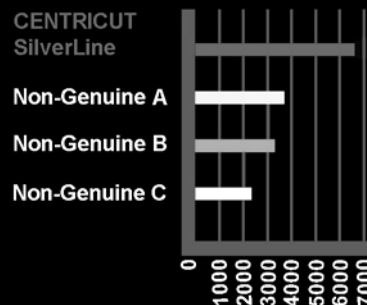 CENTRICUT
SilverLine
Non-Genuine A
Non-Genuine B
Non-Genuine C
0
1000
2000
3000
4000
5000
6000
7000